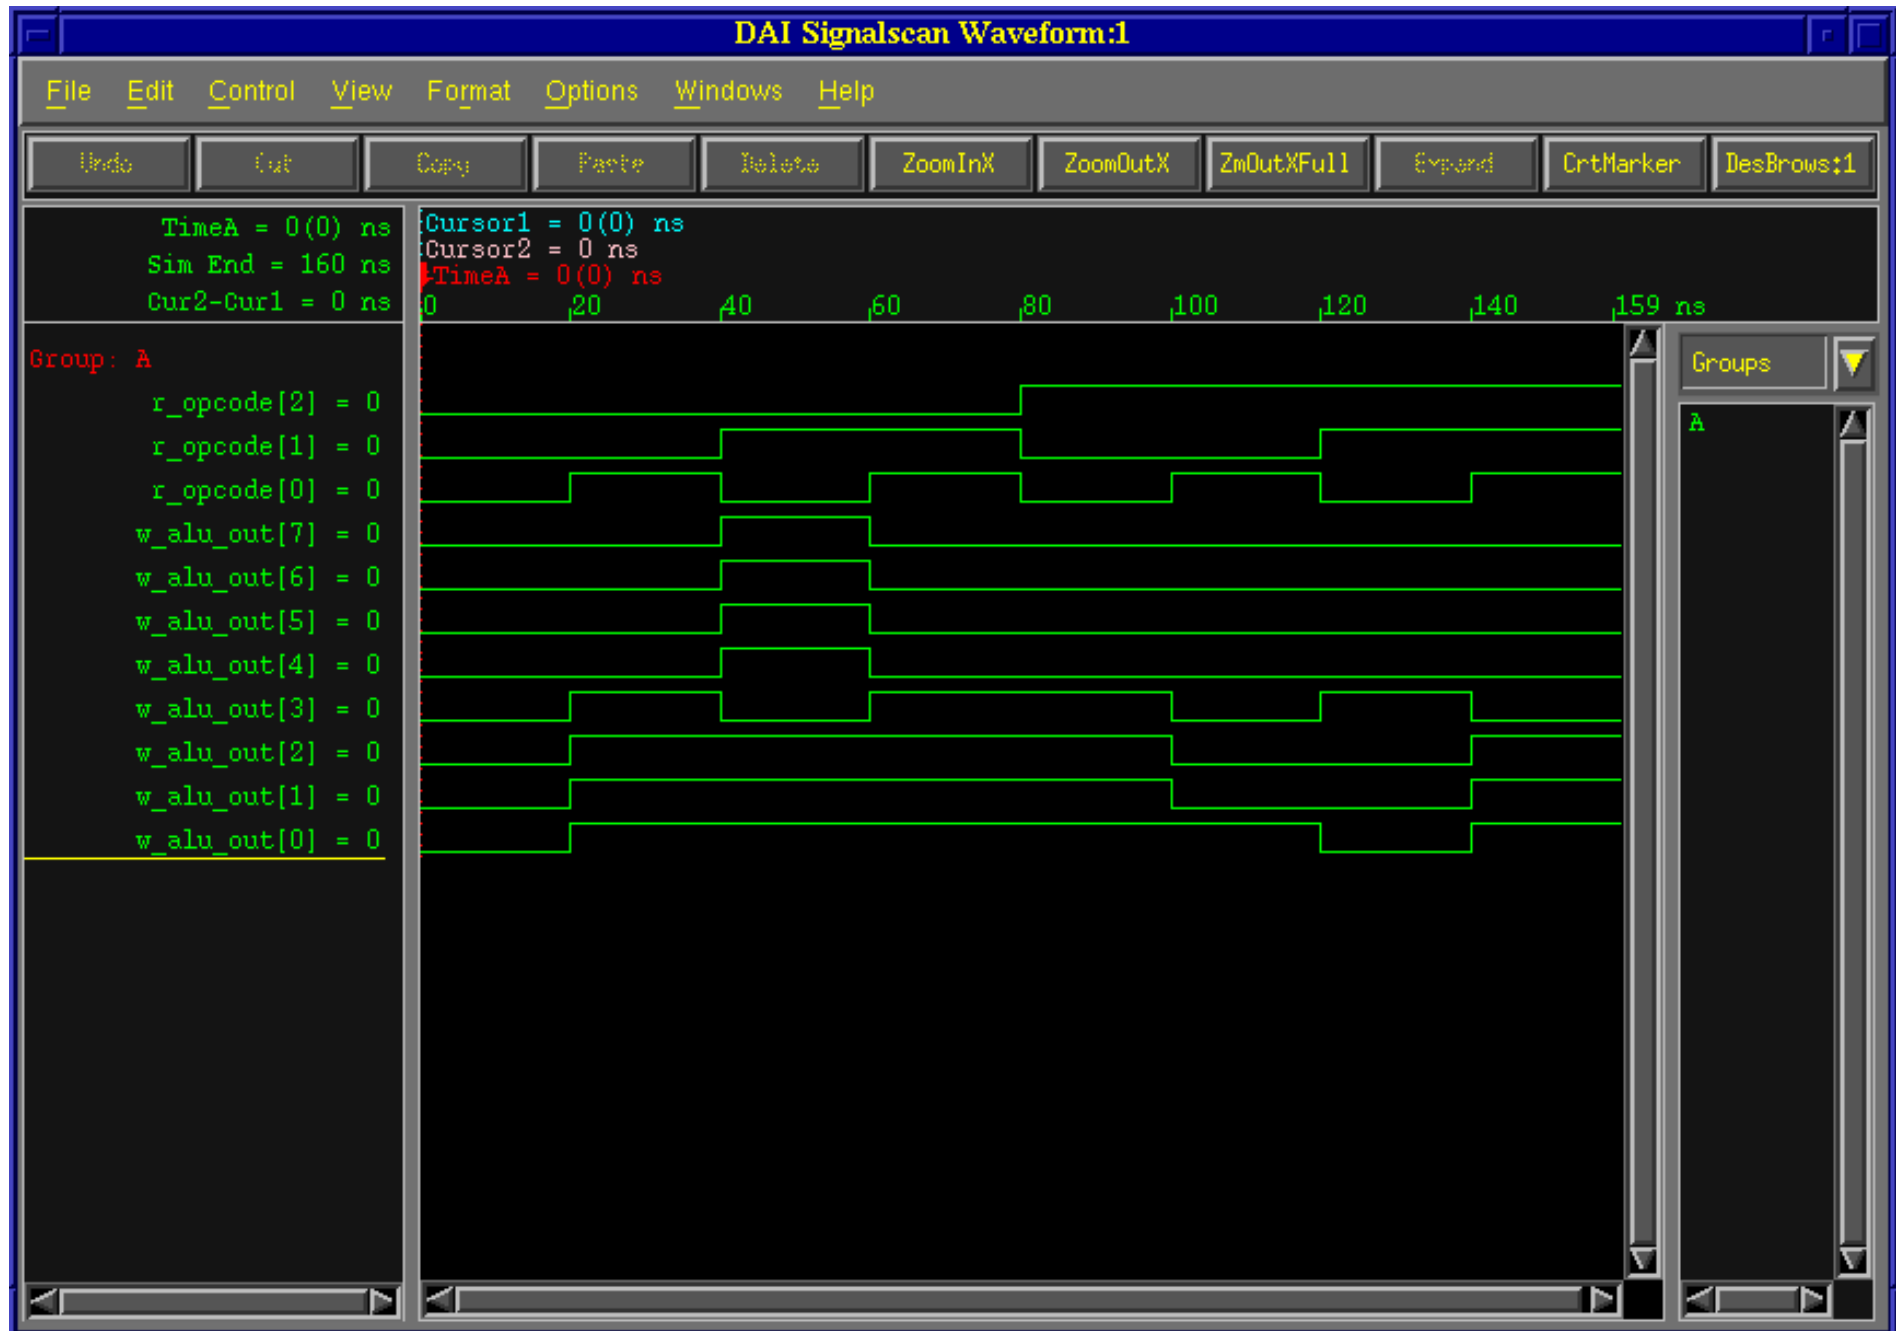 DAI Signalscan Waveform:1
File Edit Control View Format Options Windows Help
Undo Cut Copy Paste Delete ZoomInX ZoomOutX ZmOutXFull Expand CrtMarker DesBrows:1
TimeA = 0(0) ns
Sim End = 160 ns
Cur2-Cur1 = 0 ns
Cursor1 = 0(0) ns
Cursor2 = 0 ns
TimeA = 0(0) ns
0 20 40 60 80 100 120 140 159 ns
Group: A
r_opcode[2] = 0
r_opcode[1] = 0
r_opcode[0] = 0
w_alu_out[7] = 0
w_alu_out[6] = 0
w_alu_out[5] = 0
w_alu_out[4] = 0
w_alu_out[3] = 0
w_alu_out[2] = 0
w_alu_out[1] = 0
w_alu_out[0] = 0
Groups
A